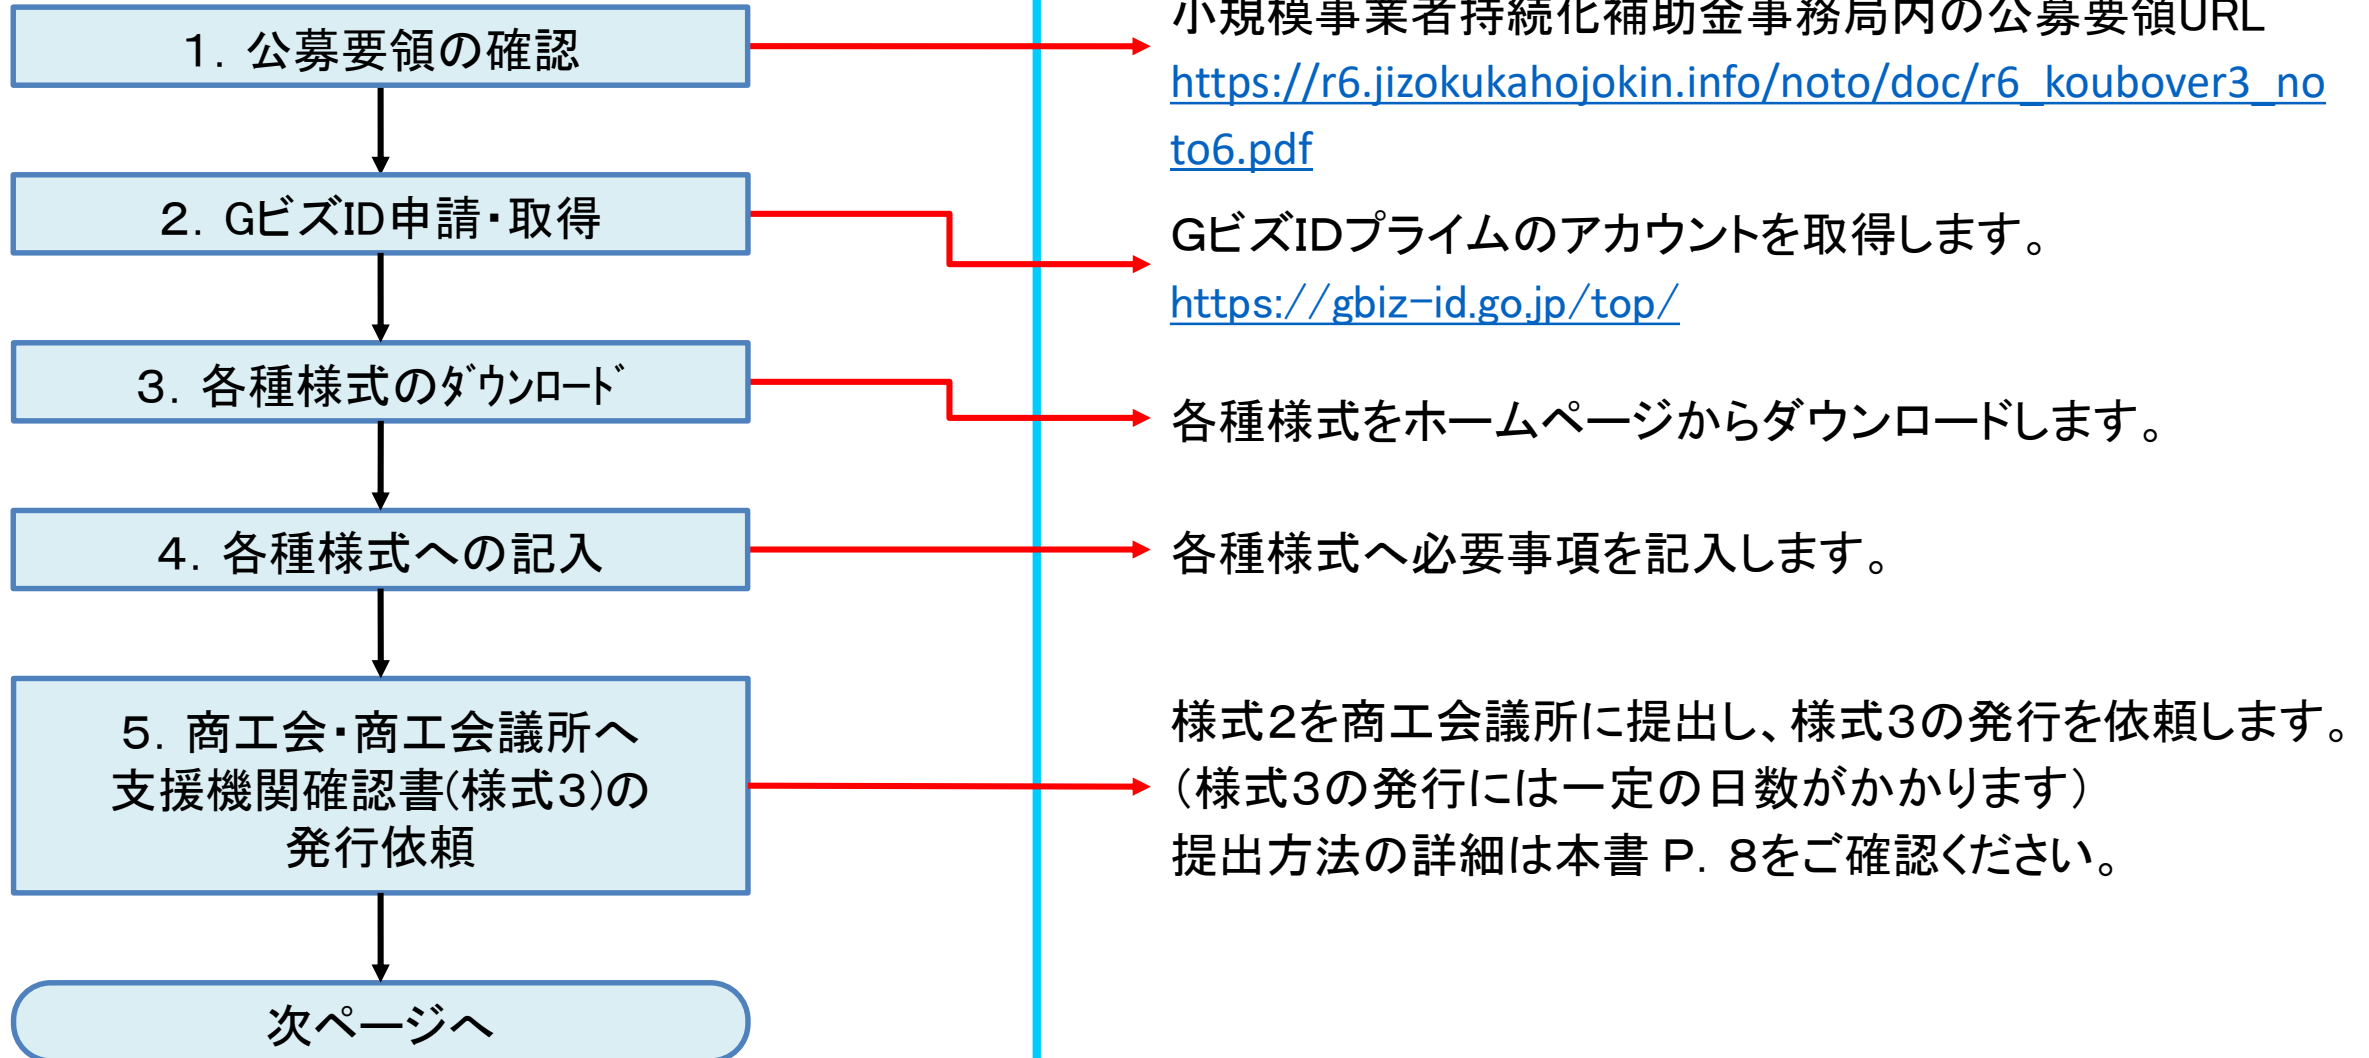 1．公募要領の確認
小規模事業者持続化補助金事務局内の公募要領URL
https://r6.jizokukahojokin.info/noto/doc/r6_koubover3_no
to6.pdf
2．GビズID申請・取得
GビズIDプライムのアカウントを取得します。
https://gbiz-id.go.jp/top/
3．各種様式のﾀﾞｳﾝﾛｰﾄﾞ
各種様式をホームページからダウンロードします。
4．各種様式への記入
各種様式へ必要事項を記入します。
5．商工会・商工会議所へ
支援機関確認書(様式3)の
発行依頼
様式2を商工会議所に提出し、様式3の発行を依頼します。
（様式3の発行には一定の日数がかかります）
提出方法の詳細は本書 P．8をご確認ください。
次ページへ